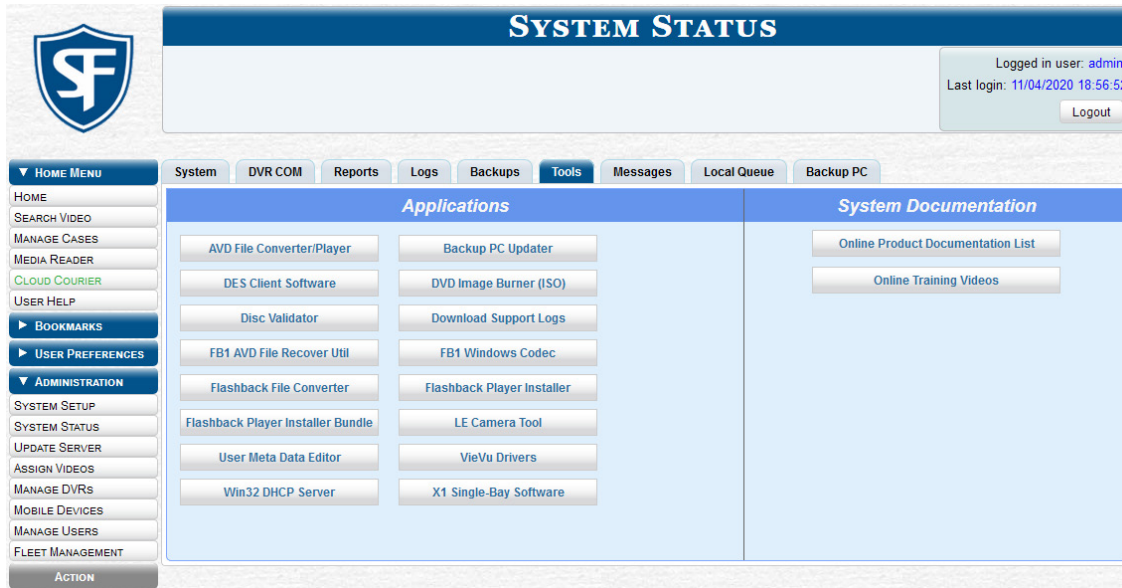 SYSTEM STATUS
SF
Logged in user: admin
Last login: 11/04/2020 18:56:52
Logout
HOME MENU
HOME
SEARCH VIDEO
MANAGE CASES
MEDIA READER
CLOUD COURIER
USER HELP
BOOKMARKS
USER PREFERENCES
ADMINISTRATION
SYSTEM SETUP
SYSTEM STATUS
UPDATE SERVER
ASSIGN VIDEOS
MANAGE DVRS
MOBILE DEVICES
MANAGE USERS
FLEET MANAGEMENT
ACTION
System DVR COM Reports Logs Backups Tools Messages Local Queue Backup PC
Applications
AVD File Converter/Player Backup PC Updater
DES Client Software DVD Image Burner (ISO)
Disc Validator Download Support Logs
FB1 AVD File Recover Util FB1 Windows Codec
Flashback File Converter Flashback Player Installer
Flashback Player Installer Bundle LE Camera Tool
User Meta Data Editor VieVu Drivers
Win32 DHCP Server X1 Single-Bay Software
System Documentation
Online Product Documentation List
Online Training Videos